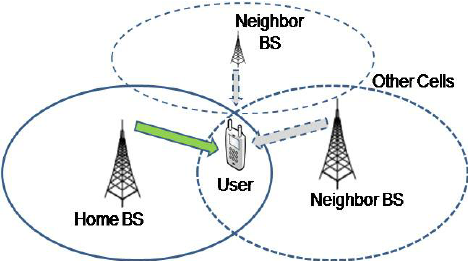 Neighbor
BS
Other Cells
User
Neighbor BS
Home BS